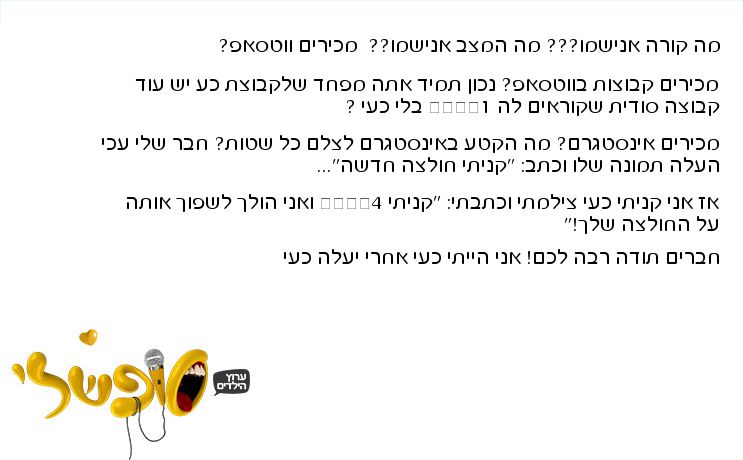 מה קורה אנישמו??? מה המצב אנישמו?? מכירים ווטסאפ?
מכירים קבוצות בווטסאפ? נכון תמיד אתה מפחד שלקבוצת כע יש עוד
קבוצה סודית שקוראים לה 1▯▯▯▯ בלי כעי ?
מכירים אינסטגרם? מה הקטע באינסטגרם לצלם כל שטות? חבר שלי עכי
העלה תמונה שלו וכתב: "קניתי חולצה חדשה"...
אז אני קניתי כעי צילמתי וכתבתי: "קניתי 4▯▯▯▯ ואני הולך לשפוך אותה
על החולצה שלך!"
חברים תודה רבה לכם! אני הייתי כעי אחרי יעלה כעי
סופשלי
ערוץ
הילדים